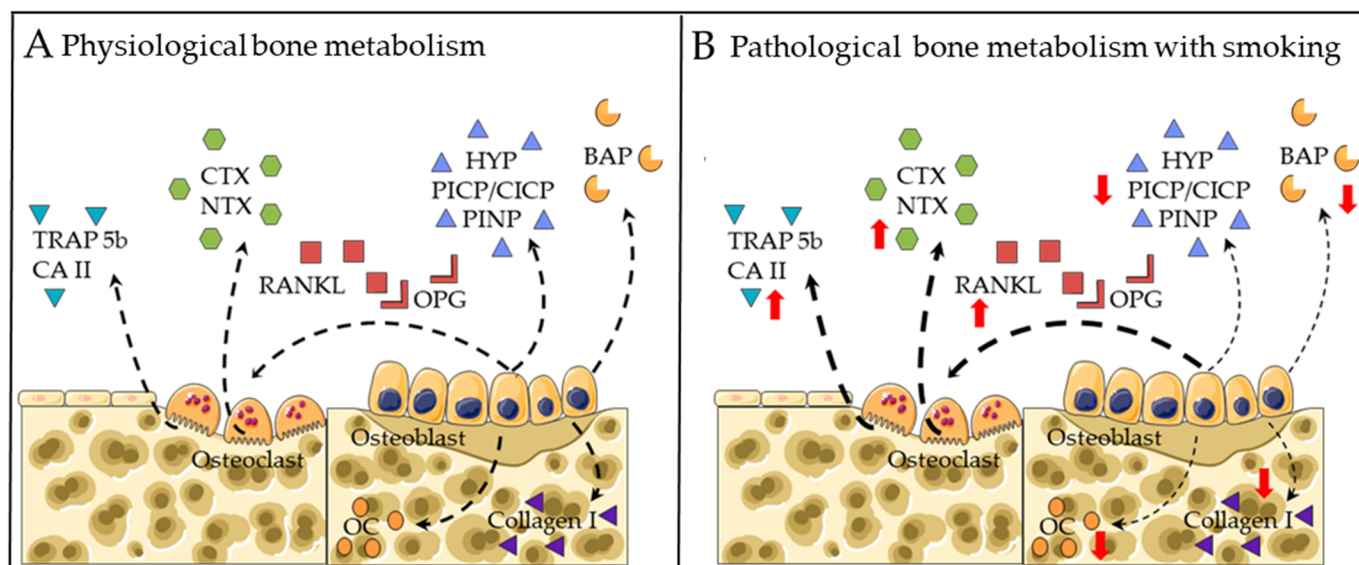 A Physiological bone metabolism
CTX
NTX
HYP
PICP/CICP
PINP
BAP
TRAP 5b
CA II
RANKL
OPG
Osteoblast
Osteoclast
OC
Collagen I
B Pathological bone metabolism with smoking
CTX
NTX
HYP
PICP/CICP
PINP
BAP
TRAP 5b
CA II
RANKL
OPG
Osteoblast
Osteoclast
OC
Collagen I